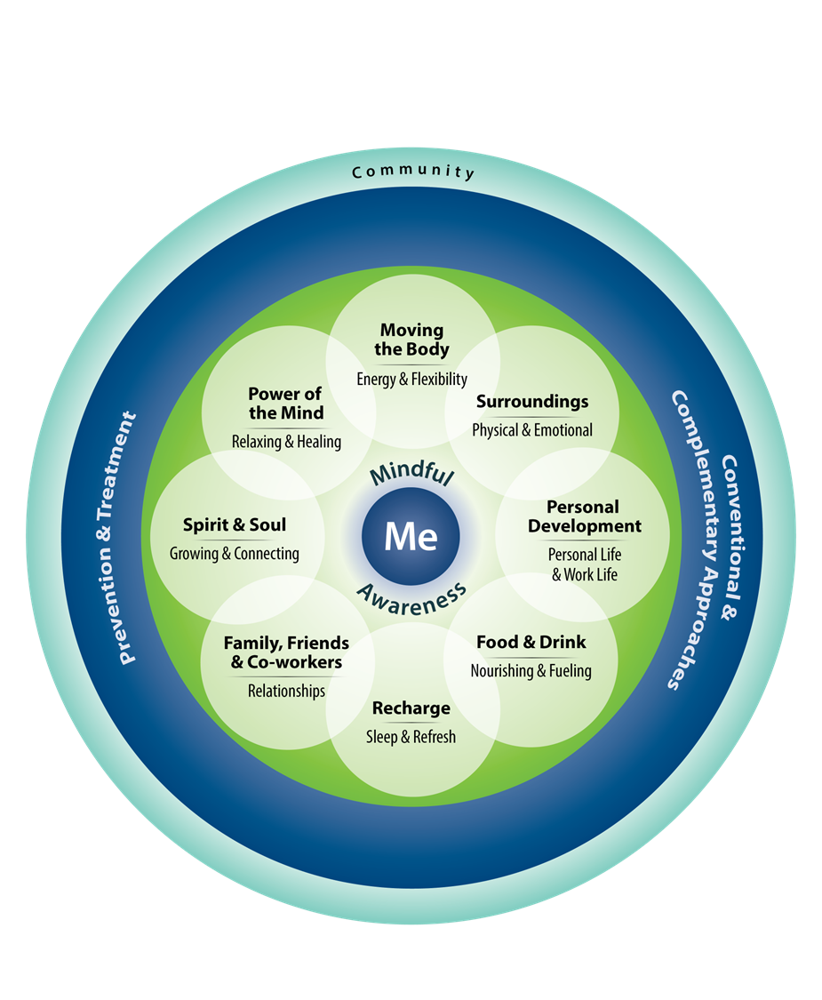 Community
Prevention & Treatment
Conventional &
Complementary Approaches
Moving
the Body
Energy & Flexibility
Surroundings
Physical & Emotional
Personal
Development
Personal Life
& Work Life
Food & Drink
Nourishing & Fueling
Recharge
Sleep & Refresh
Family, Friends
& Co-workers
Relationships
Spirit & Soul
Growing & Connecting
Power of
the Mind
Relaxing & Healing
Mindful
Me
Awareness